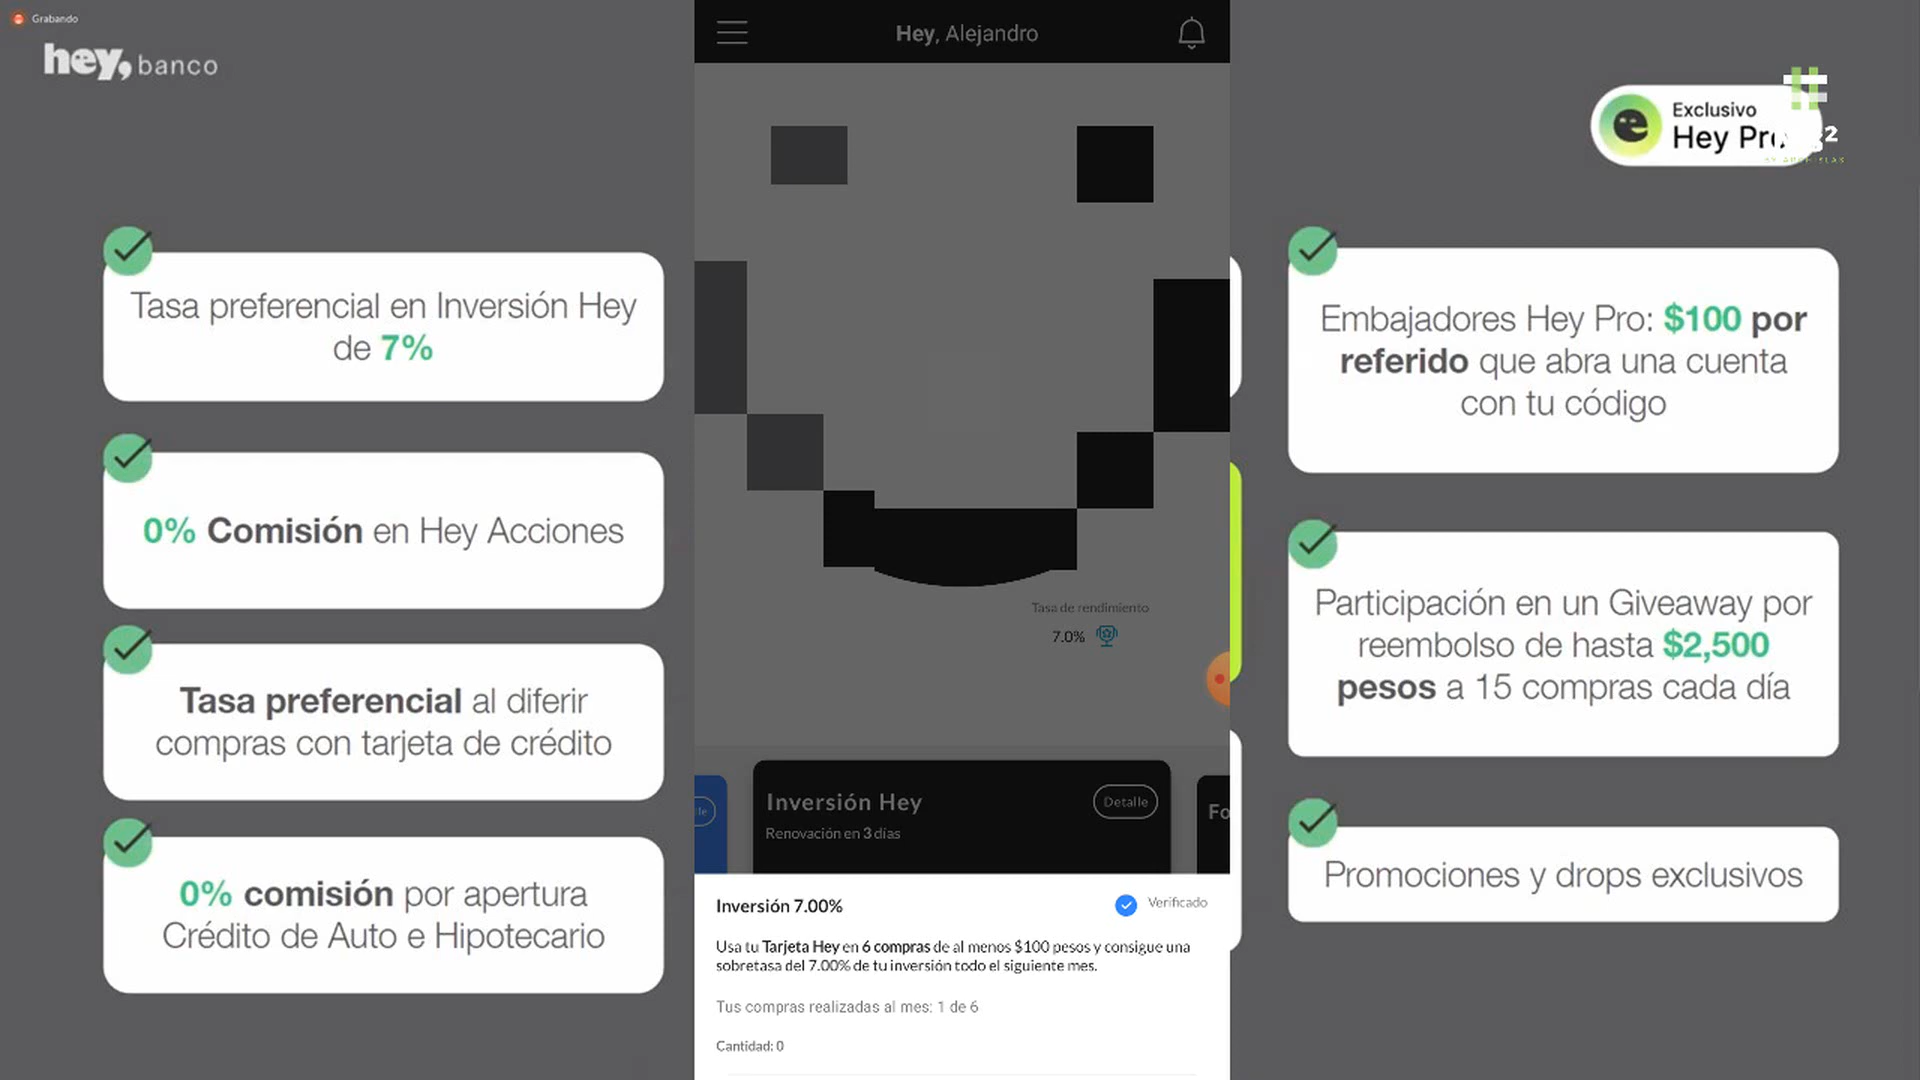 Grabando
hey, banco
Tasa preferencial en Inversión Hey
de 7%
0% Comisión en Hey Acciones
Tasa preferencial al diferir
compras con tarjeta de crédito
0% comisión por apertura
Crédito de Auto e Hipotecario
Hey, Alejandro
Tasa de rendimiento
7.0%
Inversión Hey
Detalle
Renovación en 3 días
Fo
Inversión 7.00%
Verificado
Usa tu Tarjeta Hey en 6 compras de al menos $100 pesos y consigue una
sobretasa del 7.00% de tu inversión todo el siguiente mes.
Tus compras realizadas al mes: 1 de 6
Cantidad: 0
Exclusivo
Hey Pro
Embajadores Hey Pro: $100 por
referido que abra una cuenta
con tu código
Participación en un Giveaway por
reembolso de hasta $2,500
pesos a 15 compras cada día
Promociones y drops exclusivos